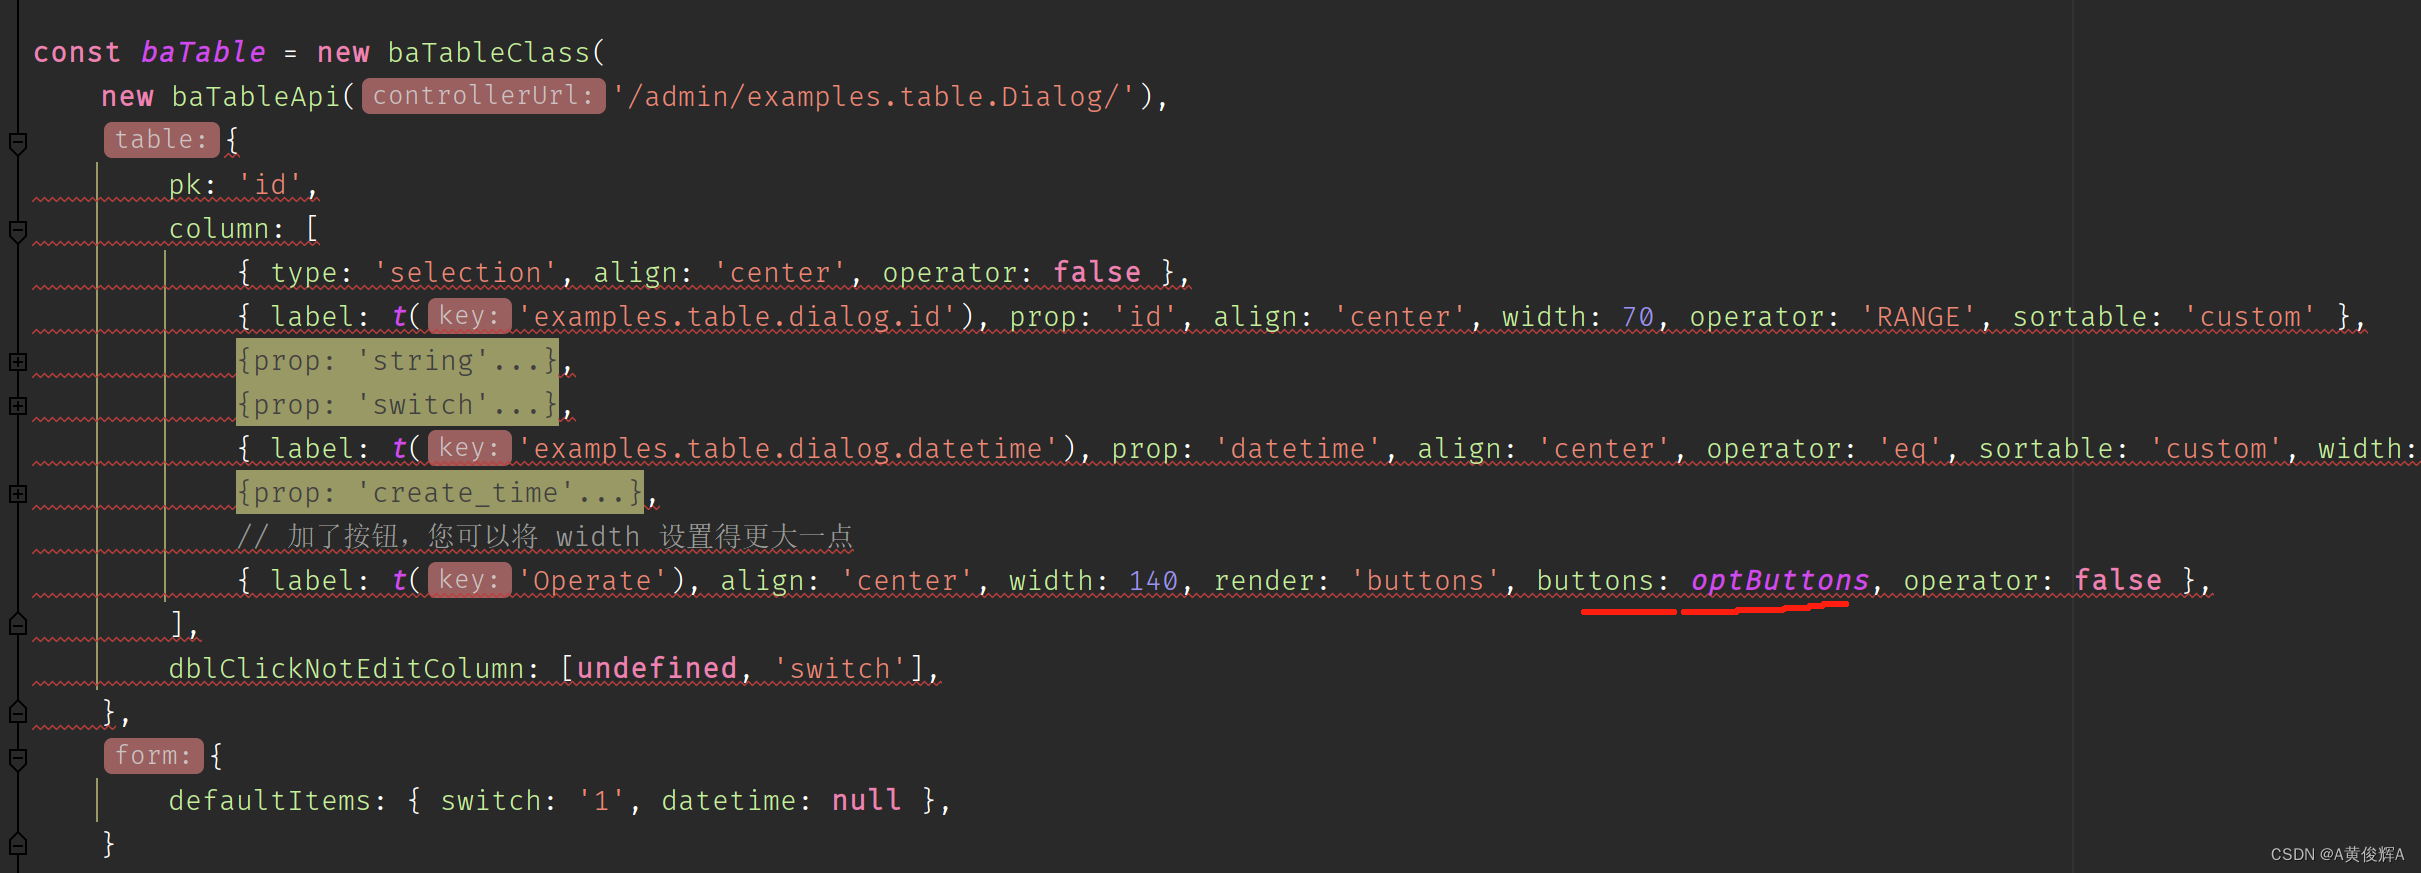 const baTable = new baTableClass(
new baTableApi( controllerUrl: '/admin/examples.table.Dialog/'),
table: {
pk: 'id',
column: [
{ type: 'selection', align: 'center', operator: false },
{ label: t( key: 'examples.table.dialog.id'), prop: 'id', align: 'center', width: 70, operator: 'RANGE', sortable: 'custom' },
{prop: 'string'...},
{prop: 'switch'...},
{ label: t( key: 'examples.table.dialog.datetime'), prop: 'datetime', align: 'center', operator: 'eq', sortable: 'custom', width:
{prop: 'create_time'...},
// 加了按钮，您可以将 width 设置得更大一点
{ label: t( key: 'Operate'), align: 'center', width: 140, render: 'buttons', buttons: optButtons, operator: false },
],
dblClickNotEditColumn: [undefined, 'switch'],
},
form: {
defaultItems: { switch: '1', datetime: null },
}
CSDN @A黄俊辉A